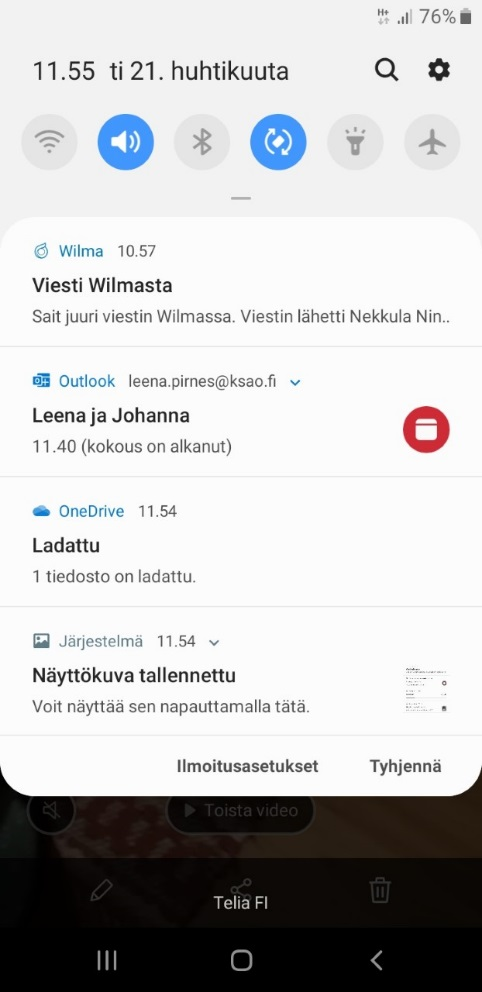 H+ 76%
11.55 ti 21. huhtikuuta
Wilma 10.57
Viesti Wilmasta
Sait juuri viestin Wilmassa. Viestin lähetti Nekkula Nin..
Outlook leena.pirnes@ksao.fi
Leena ja Johanna
11.40 (kokous on alkanut)
OneDrive 11.54
Ladattu
1 tiedosto on ladattu.
Järjestelmä 11.54
Näyttökuva tallennettu
Voit näyttää sen napauttamalla tätä.
Ilmoitusasetukset Tyhjennä
Toista video
Telia FI